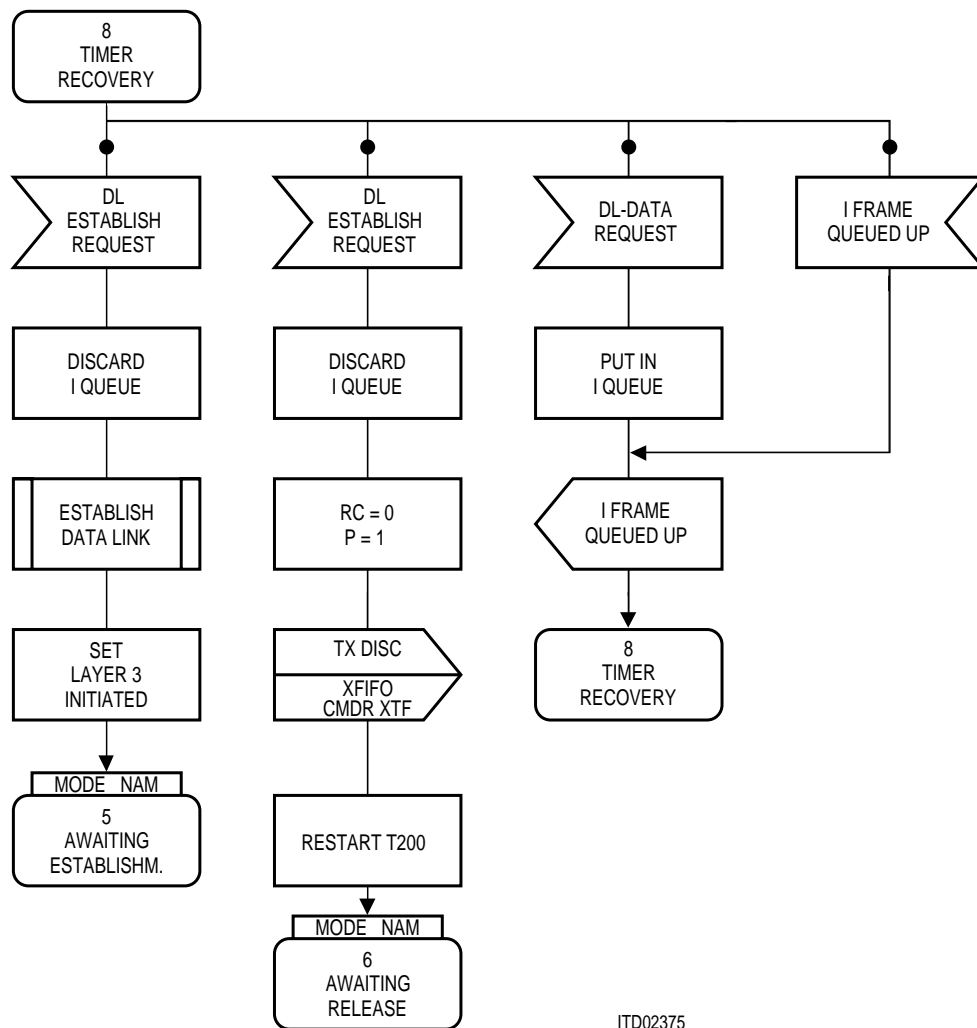 8
TIMER
RECOVERY
DL
ESTABLISH
REQUEST
DISCARD
I QUEUE
ESTABLISH
DATA LINK
SET
LAYER 3
INITIATED
MODE NAM
5
AWAITING
ESTABLISHM.
DL
ESTABLISH
REQUEST
DISCARD
I QUEUE
RC = 0
P = 1
TX DISC
XFIFO
CMDR XTF
RESTART T200
MODE NAM
6
AWAITING
RELEASE
DL-DATA
REQUEST
PUT IN
I QUEUE
I FRAME
QUEUED UP
8
TIMER
RECOVERY
I FRAME
QUEUED UP
ITD02375